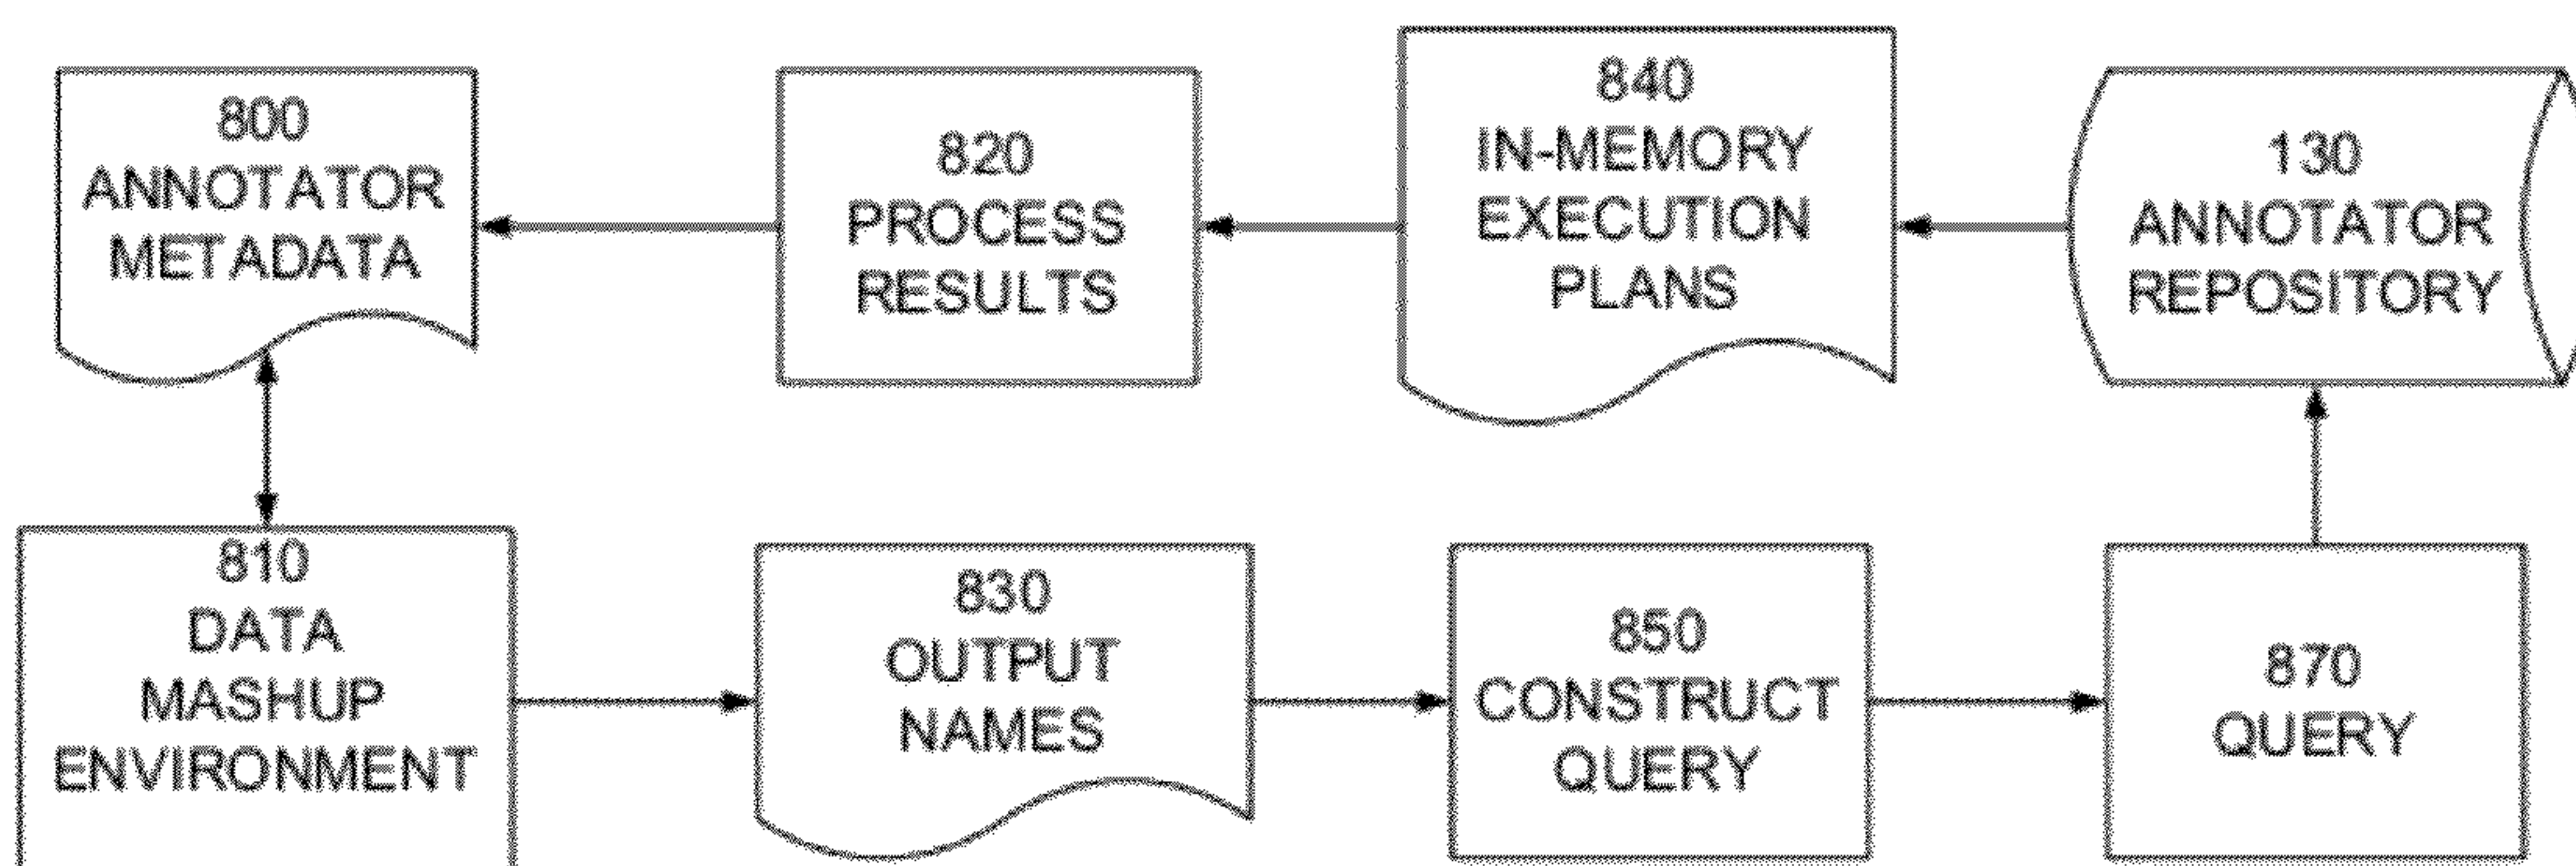 800
ANNOTATOR
METADATA
820
PROCESS
RESULTS
840
IN-MEMORY
EXECUTION
PLANS
130
ANNOTATOR
REPOSITORY
810
DATA
MASHUP
ENVIRONMENT
830
OUTPUT
NAMES
850
CONSTRUCT
QUERY
870
QUERY